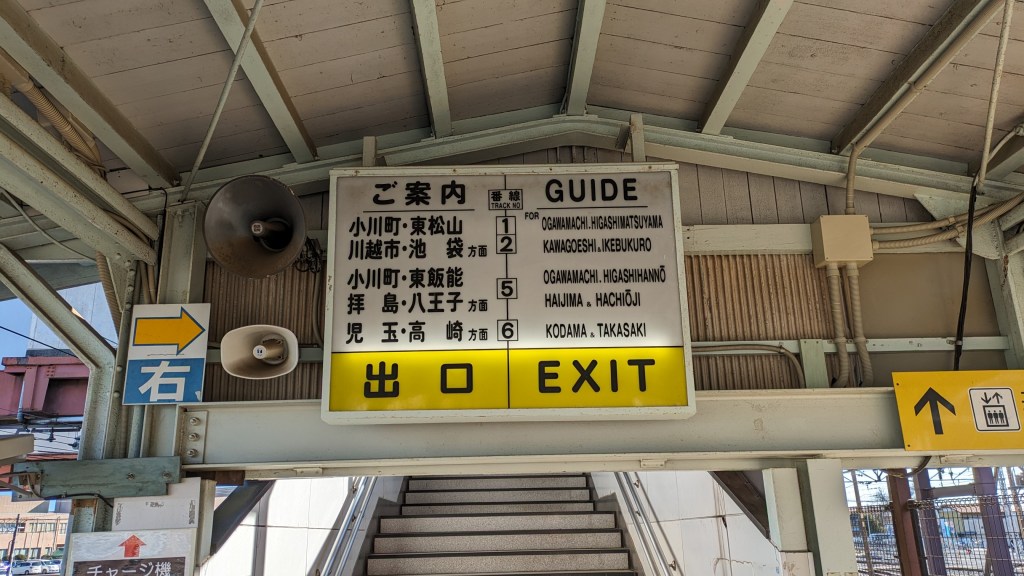 ご案内
番線
TRACK NO
GUIDE
小川町・東松山
1
FOR
OGAWAMACHI.HIGASHIMATSUYAMA
川越市・池 袋方面
2
KAWAGOESHI & IKEBUKURO
小川町・東飯能
OGAWAMACHI. HIGASHIHANNŌ
拝 島・八王子方面
5
HAIJIMA & HACHIŌJI
児 玉・高 崎方面
6
KODAMA & TAKASAKI
出口
EXIT
右
チャージ機